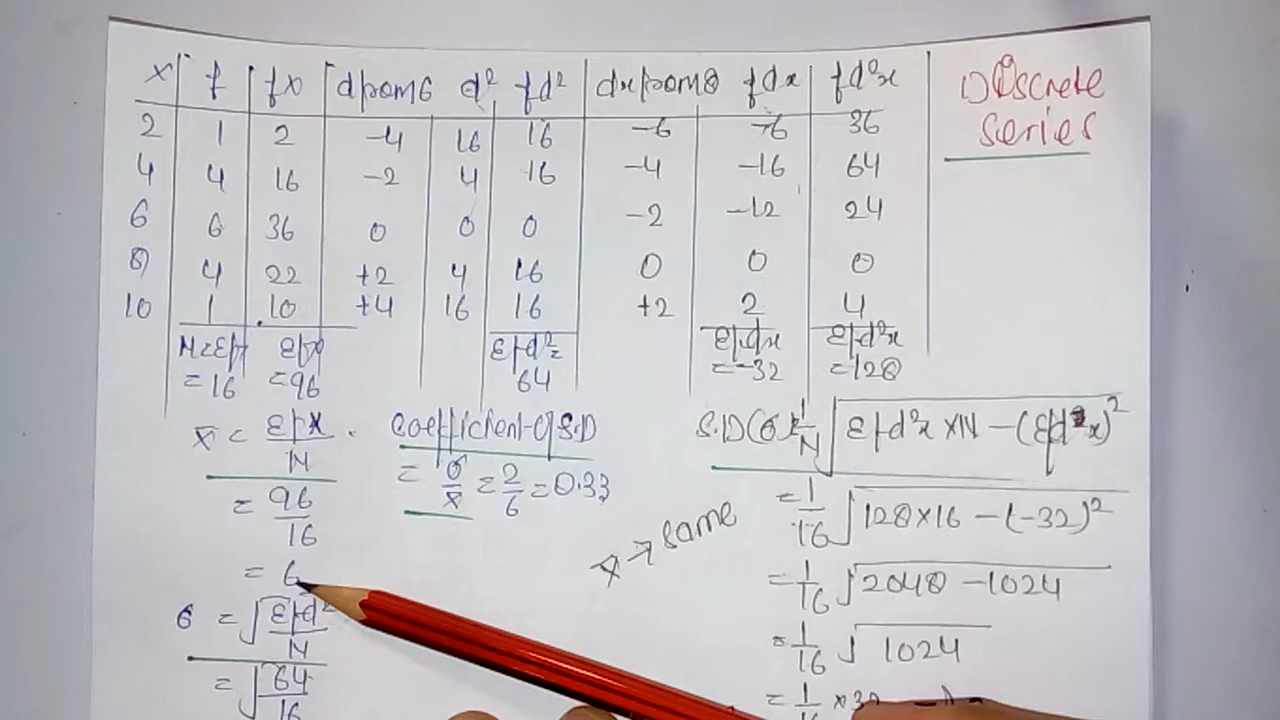 x f fx d from 6 d² fd² dx from 8 fdx fd²x Discrete
series
2 1 2 -4 16 16 -6 -6 36
4 4 16 -2 4 16 -4 -16 64
6 6 36 0 0 0 -2 -12 24
8 4 22 +2 4 16 0 0 0
10 1 10 +4 16 16 +2 2 4
N=Σf Σfx Σfd²= Σfdx Σfd²x
=16 =96 64 =-32 =128
x̄ = Σfx/N
= 96/16
= 6
σ = √Σfd²/N
= √64/16
Coefficient of S.D
= σ/x̄ = 2/6 = 0.33
x̄ → same
S.D(σ) = 1/N √Σfd²x × N - (Σfdx)²
= 1/16 √128×16 - (-32)²
= 1/16 √2048 - 1024
= 1/16 √1024
= 1/16 × 32